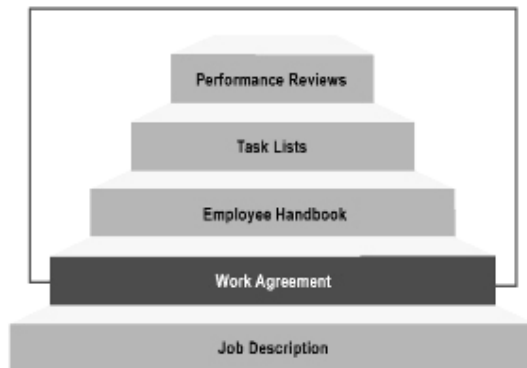 Performance Reviews
Task Lists
Employee Handbook
Work Agreement
Job Description